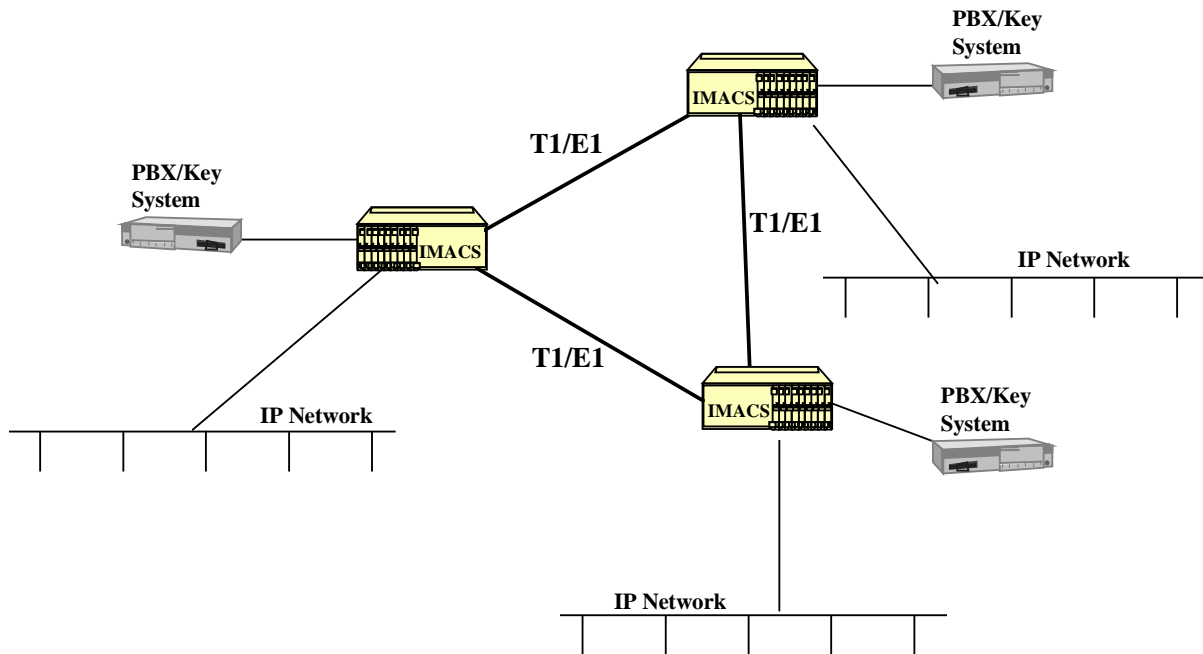 PBX/Key
System
IMACS
T1/E1
PBX/Key
System
IMACS
T1/E1
IP Network
T1/E1
IMACS
PBX/Key
System
IP Network
IP Network